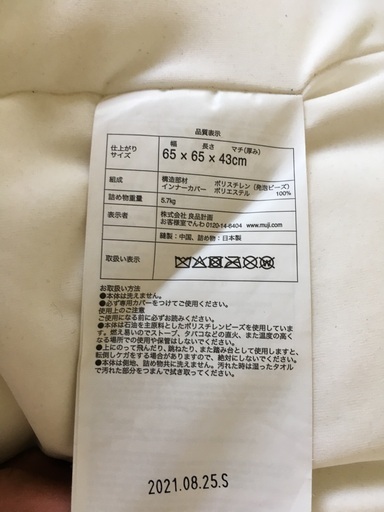 品質表示
仕上がり サイズ 幅 長さ マチ(厚み)
65 × 65 × 43cm
組成 構造部材 ポリスチレン(発泡ビーズ)
インナーカバー ポリエステル 100%
詰め物重量 5.7kg
表示者 株式会社 良品計画
お客様室でんわ 0120-14-6404 www.muji.com
縫製:中国、詰め物:日本製
取扱い表示
お取扱い方法
●本体は洗えません。
●必ず専用カバーをつけてご使用ください。
使用上のご注意
ご使用になる前に必ずお読みください。
●本体は石油を主原料としたポリスチレンビーズを使用していま
す。燃え易いのでストーブ、タバコなどの直火、また温度の高く
なる場所での使用や保管はしないでください。
●上にのって飛んだり、跳ねたり、また踏み台として使用しますと、
転倒しケガをする場合がありますので、絶対にしないでください。
●本体は側地、詰め物共に洗えません。汚れた時は湿ったタオル
で汚れた部分をつまんで拭き取ってください。
2021.08.25.S